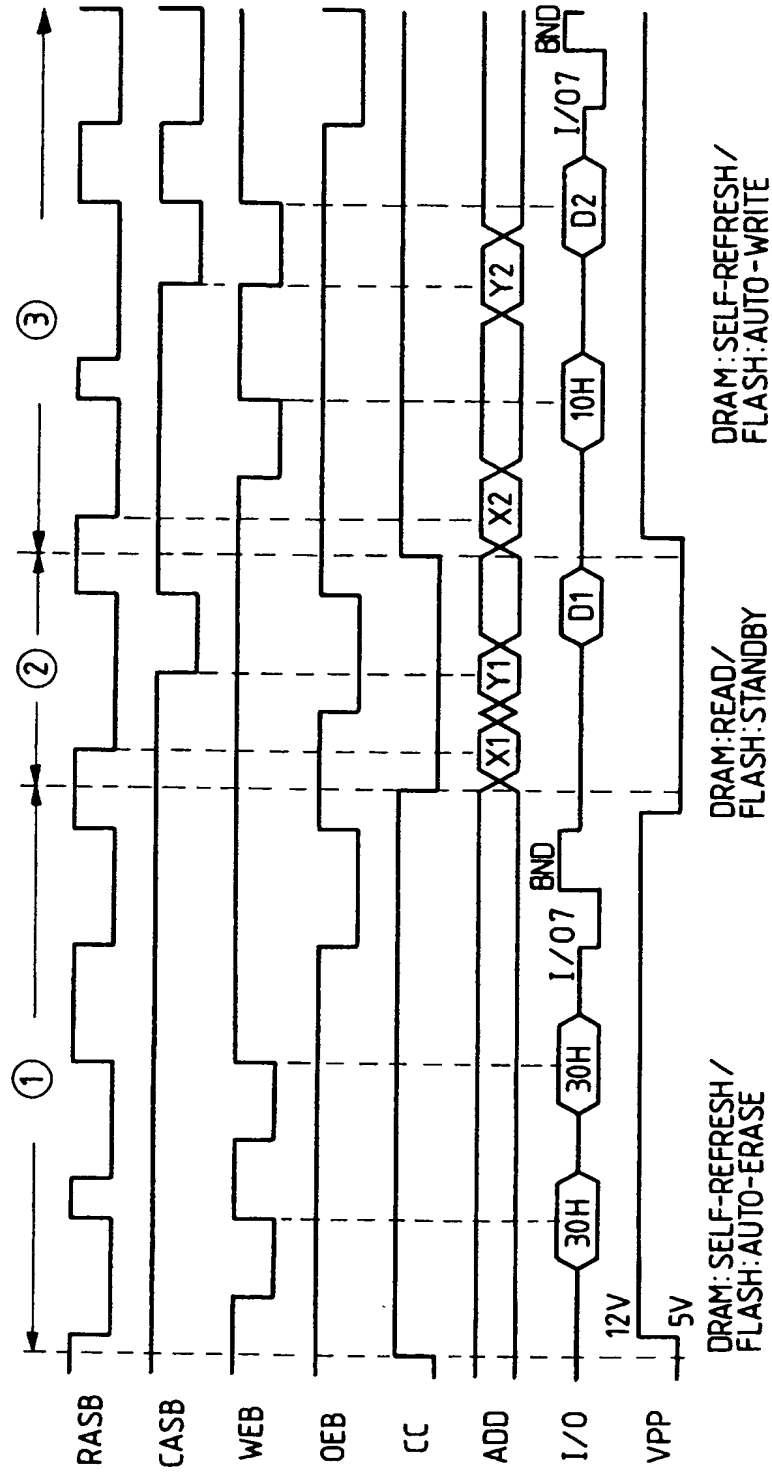 1
2
3
RASB
CASB
WEB
OEB
CC
ADD
X1
Y1
X2
Y2
I/O
30H
30H
I/O7
BND
D1
10H
D2
I/O7
BND
VPP
12V
5V
DRAM:SELF-REFRESH/
FLASH:AUTO-ERASE
DRAM:READ/
FLASH:STANDBY
DRAM:SELF-REFRESH/
FLASH:AUTO-WRITE